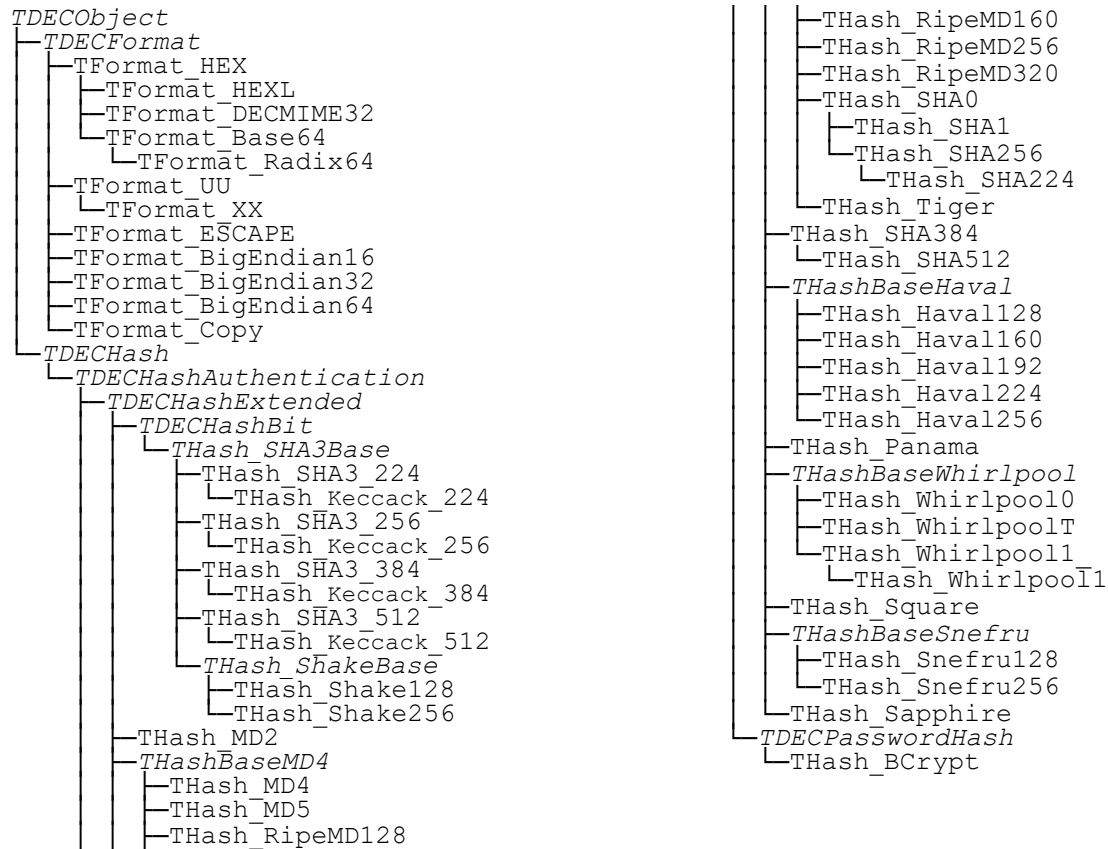 TDECObject
TDECFormat
TFormat_HEX
TFormat_HEXL
TFormat_DECMIME32
TFormat_Base64
TFormat_Radix64
TFormat_UU
TFormat_XX
TFormat_ESCAPE
TFormat_BigEndian16
TFormat_BigEndian32
TFormat_BigEndian64
TFormat_Copy
TDECHash
TDECHashAuthentication
TDECHashExtended
TDECHashBit
THash_SHA3Base
THash_SHA3_224
THash_Keccack_224
THash_SHA3_256
THash_Keccack_256
THash_SHA3_384
THash_Keccack_384
THash_SHA3_512
THash_Keccack_512
THash_ShakeBase
THash_Shake128
THash_Shake256
THash_MD2
THashBaseMD4
THash_MD4
THash_MD5
THash_RipeMD128
THash_RipeMD160
THash_RipeMD256
THash_RipeMD320
THash_SHA0
THash_SHA1
THash_SHA256
THash_SHA224
THash_Tiger
THash_SHA384
THash_SHA512
THashBaseHaval
THash_Haval128
THash_Haval160
THash_Haval192
THash_Haval224
THash_Haval256
THash_Panama
THashBaseWhirlpool
THash_Whirlpool0
THash_WhirlpoolT
THash_Whirlpool1_
THash_Whirlpool1
THash_Square
THashBaseSnefru
THash_Snefru128
THash_Snefru256
THash_Sapphire
TDECPasswordHash
THash_BCrypt